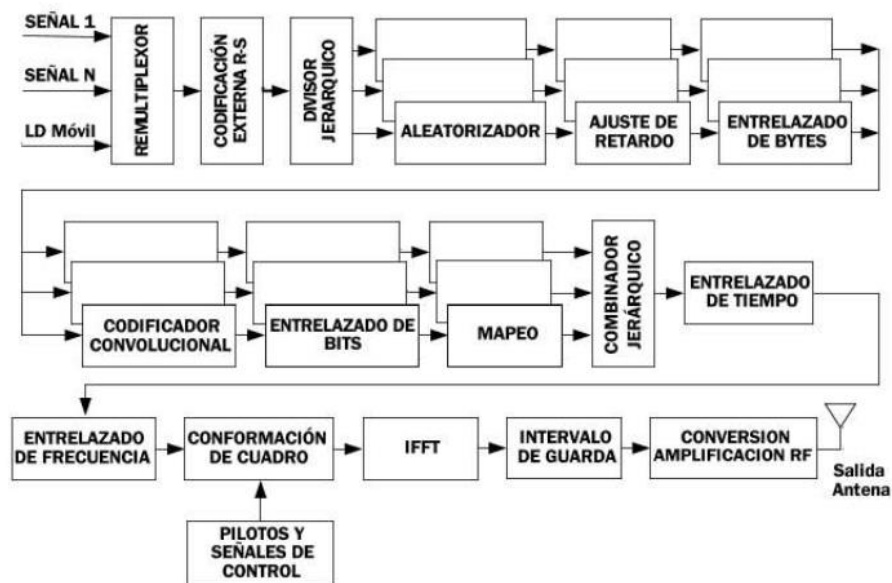 SEÑAL 1
SEÑAL N
LD Móvil
REMULTIPLEXOR
CODIFICACIÓN
EXTERNA R-S
DIVISOR
JERARQUICO
ALEATORIZADOR
AJUSTE DE
RETARDO
ENTRELAZADO
DE BYTES
CODIFICADOR
CONVOLUCIONAL
ENTRELAZADO DE
BITS
MAPEO
COMBINADOR
JERÁRQUICO
ENTRELAZADO
DE TIEMPO
ENTRELAZADO
DE FRECUENCIA
CONFORMACIÓN
DE CUADRO
IFFT
INTERVALO
DE GUARDA
CONVERSION
AMPLIFICACION RF
Salida
Antena
PILOTOS Y
SEÑALES DE
CONTROL